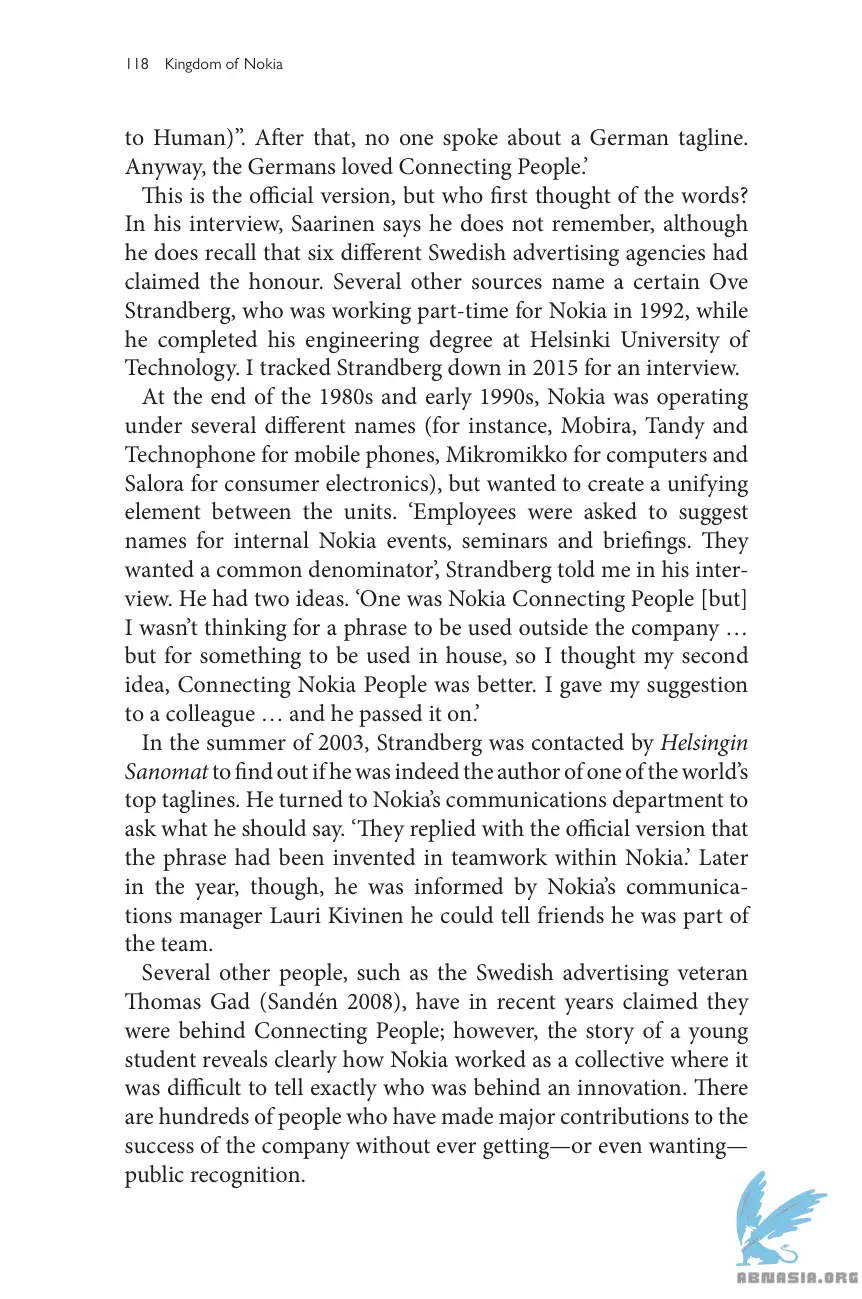 118 Kingdom of Nokia
to Human)”. After that, no one spoke about a German tagline.
Anyway, the Germans loved Connecting People.’
This is the official version, but who first thought of the words?
In his interview, Saarinen says he does not remember, although
he does recall that six different Swedish advertising agencies had
claimed the honour. Several other sources name a certain Ove
Strandberg, who was working part-time for Nokia in 1992, while
he completed his engineering degree at Helsinki University of
Technology. I tracked Strandberg down in 2015 for an interview.
At the end of the 1980s and early 1990s, Nokia was operating
under several different names (for instance, Mobira, Tandy and
Technophone for mobile phones, Mikromikko for computers and
Salora for consumer electronics), but wanted to create a unifying
element between the units. ‘Employees were asked to suggest
names for internal Nokia events, seminars and briefings. They
wanted a common denominator’, Strandberg told me in his inter-
view. He had two ideas. ‘One was Nokia Connecting People [but]
I wasn’t thinking for a phrase to be used outside the company …
but for something to be used in house, so I thought my second
idea, Connecting Nokia People was better. I gave my suggestion
to a colleague … and he passed it on.’
In the summer of 2003, Strandberg was contacted by Helsingin
Sanomat to find out if he was indeed the author of one of the world’s
top taglines. He turned to Nokia’s communications department to
ask what he should say. ‘They replied with the official version that
the phrase had been invented in teamwork within Nokia.’ Later
in the year, though, he was informed by Nokia’s communica-
tions manager Lauri Kivinen he could tell friends he was part of
the team.
Several other people, such as the Swedish advertising veteran
Thomas Gad (Sandén 2008), have in recent years claimed they
were behind Connecting People; however, the story of a young
student reveals clearly how Nokia worked as a collective where it
was difficult to tell exactly who was behind an innovation. There
are hundreds of people who have made major contributions to the
success of the company without ever getting—or even wanting—
public recognition.
ABNASIA.ORG